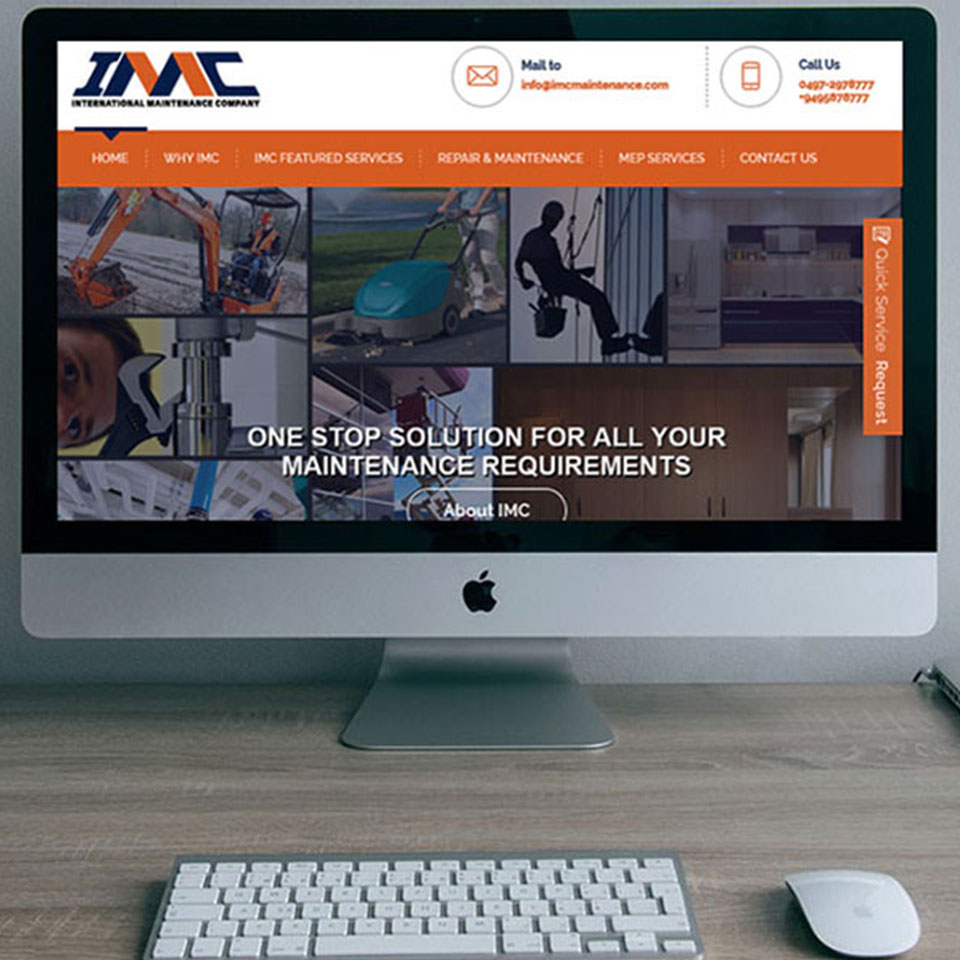 IMC
INTERNATIONAL MAINTENANCE COMPANY
Mail to
info@imcmaintenance.com
Call Us
0497-2978777
+9495878777
HOME
WHY IMC
IMC FEATURED SERVICES
REPAIR & MAINTENANCE
MEP SERVICES
CONTACT US
Quick Service Request
ONE STOP SOLUTION FOR ALL YOUR
MAINTENANCE REQUIREMENTS
About IMC